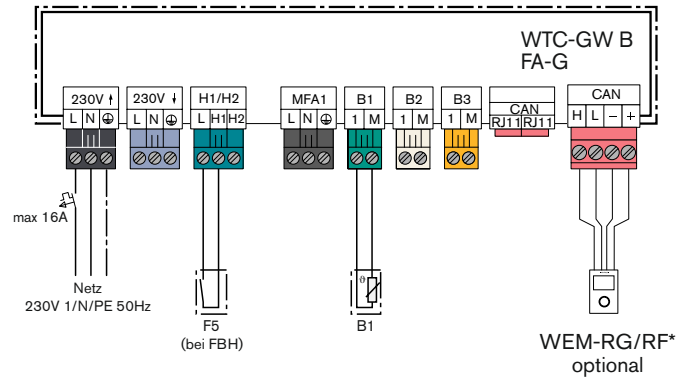 WTC-GW B
FA-G
230V ↑ 230V ↓ H1/H2 MFA1 B1 B2 B3 CAN CAN
L N ⏚ L N ⏚ L H1 H2 L N ⏚ 1 M 1 M 1 M RJ11 RJ11 H L – +
max 16A
ϑ
Netz
230V 1/N/PE 50Hz
F5
(bei FBH)
B1
WEM-RG/RF*
optional